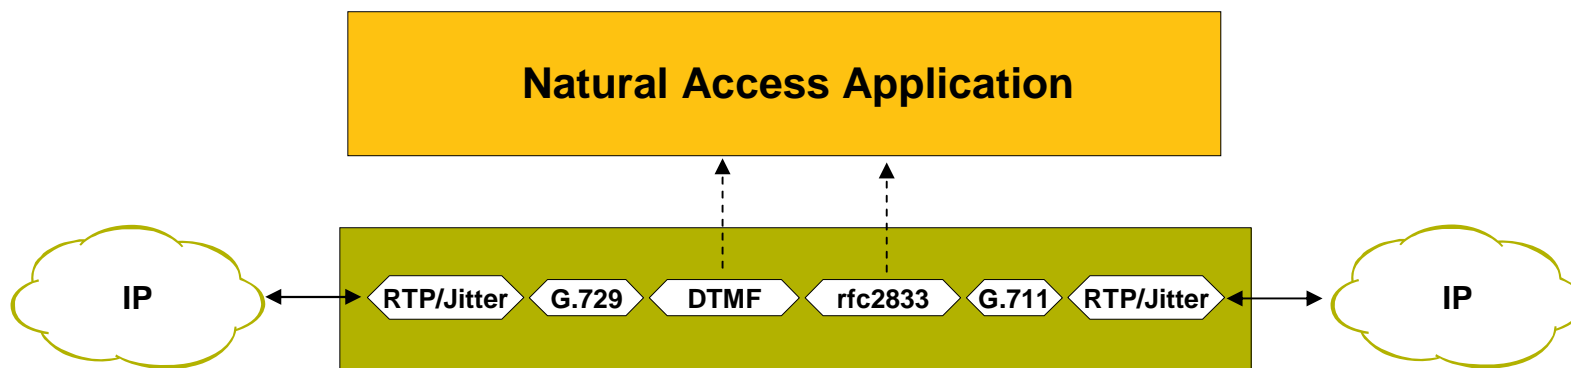 Natural Access Application
IP
RTP/Jitter
G.729
DTMF
rfc2833
G.711
RTP/Jitter
IP